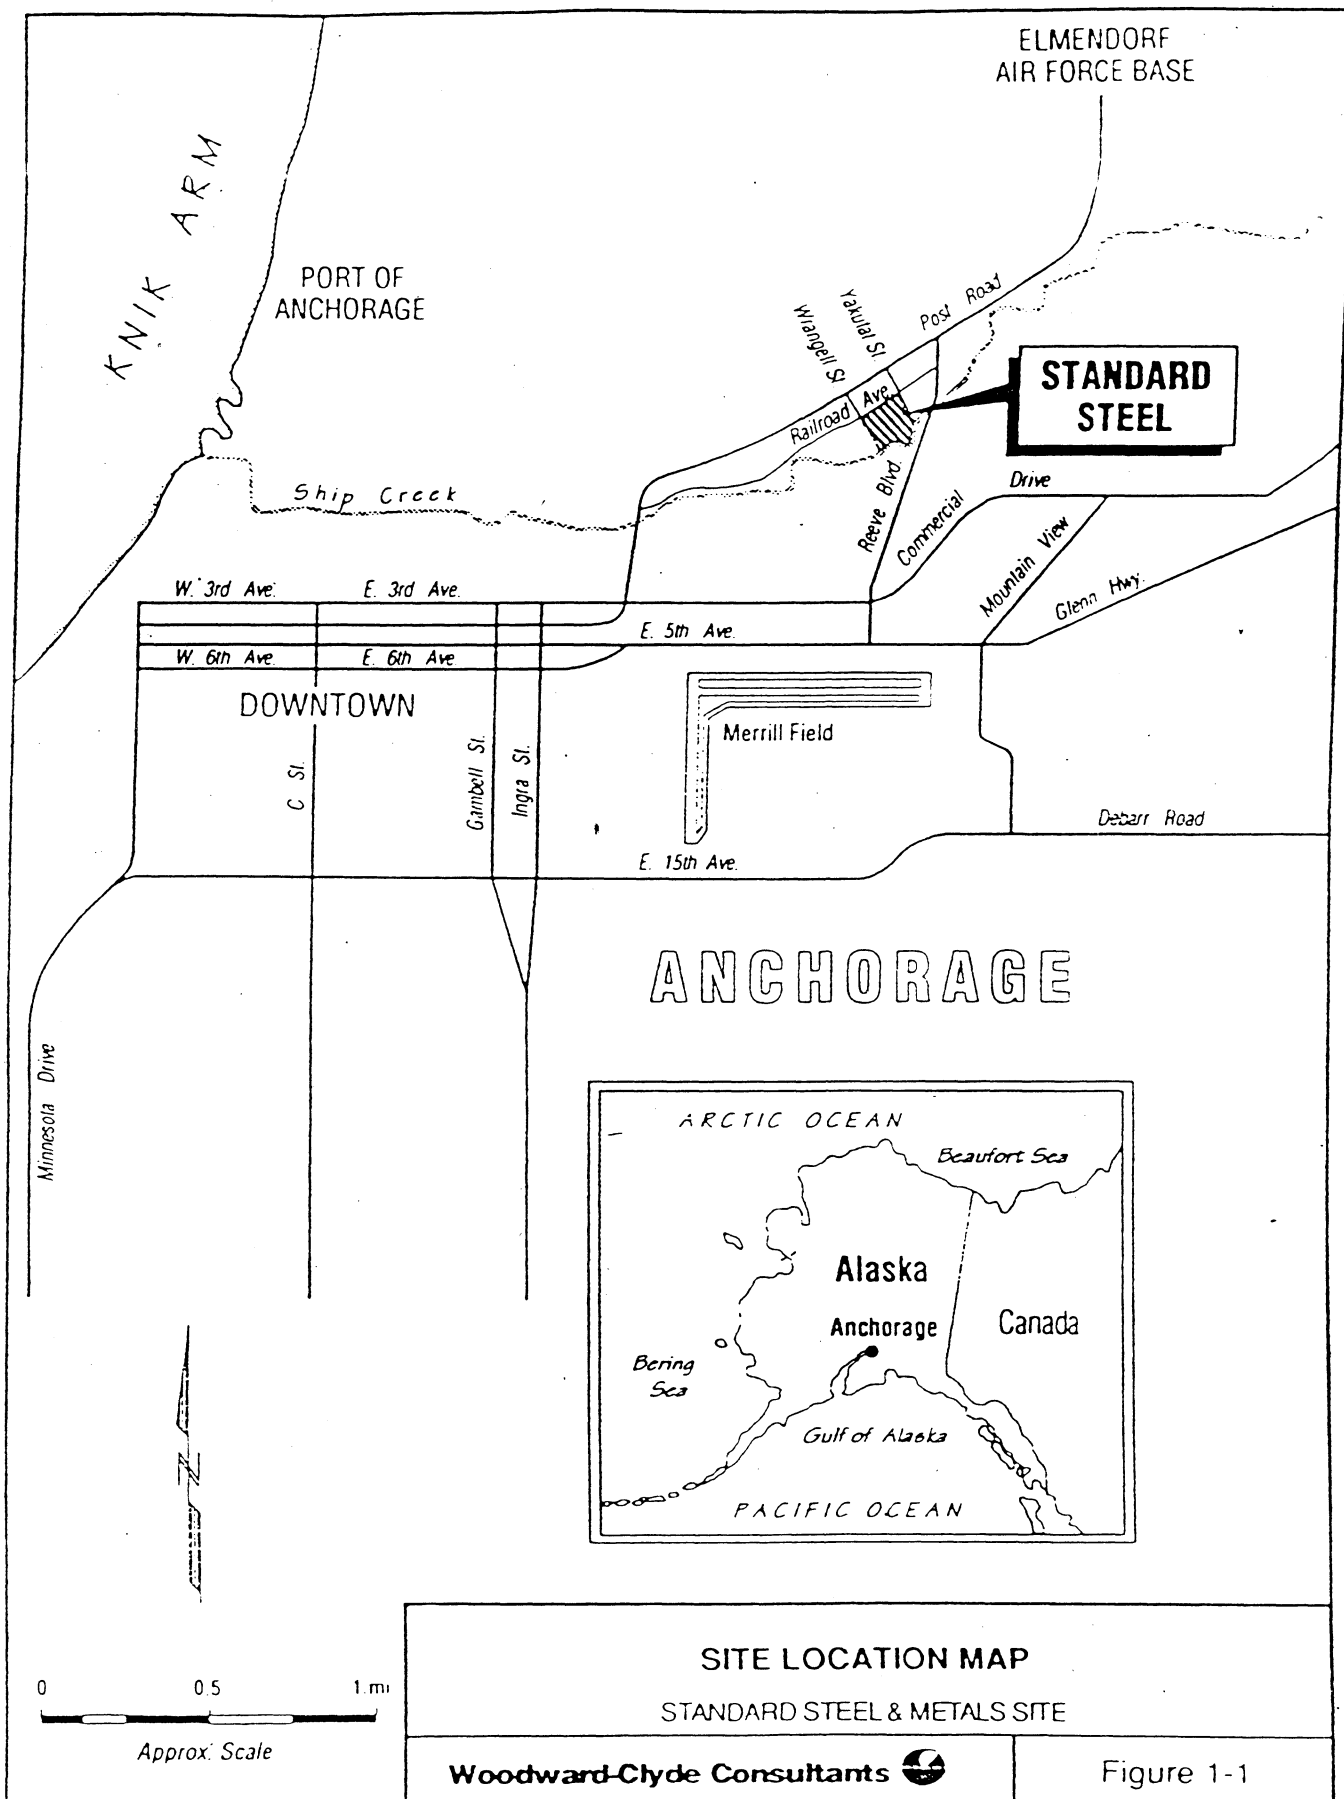 ELMENDORF
AIR FORCE BASE
KNIK ARM
PORT OF
ANCHORAGE
Post Road
Yakutat St.
Wrangell St
Railroad Ave.
STANDARD
STEEL
Ship Creek
Reeve Blvd.
Commercial Drive
Mountain View
Glenn Hwy.
W. 3rd Ave.
E. 3rd Ave.
E. 5th Ave.
W. 6th Ave.
E. 6th Ave.
DOWNTOWN
Merrill Field
C St.
Gambell St.
Ingra St.
Debarr Road
E. 15th Ave.
ANCHORAGE
Minnesota Drive
ARCTIC OCEAN
Beaufort Sea
Alaska
Anchorage
Canada
Bering
Sea
Gulf of Alaska
PACIFIC OCEAN
N
0 0.5 1 mi
Approx. Scale
SITE LOCATION MAP
STANDARD STEEL & METALS SITE
Woodward-Clyde Consultants
Figure 1-1